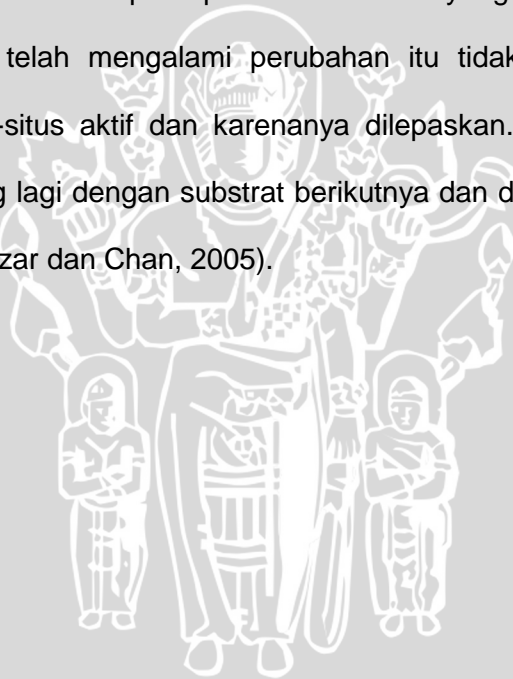 telah mengalami perubahan itu tidak
-situs aktif dan karenanya dilepaskan.
g lagi dengan substrat berikutnya dan d
zar dan Chan, 2005).